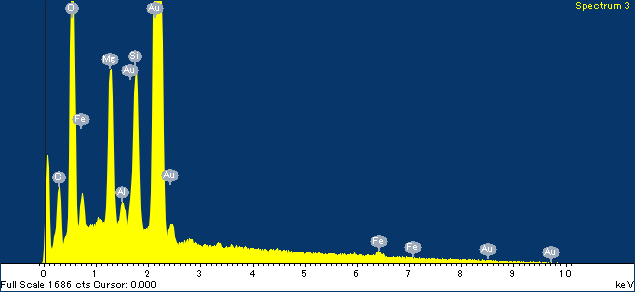 Spectrum 3
O Au
Mg Si
Au
Fe
O Au
Al
Fe Fe Au Au
0 1 2 3 4 5 6 7 8 9 10
Full Scale 1686 cts Cursor: 0.000 keV